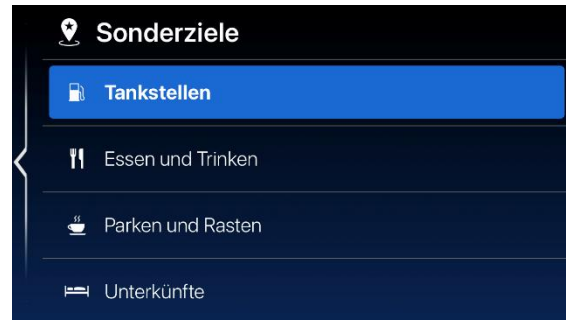 Sonderziele
Tankstellen
Essen und Trinken
Parken und Rasten
Unterkünfte